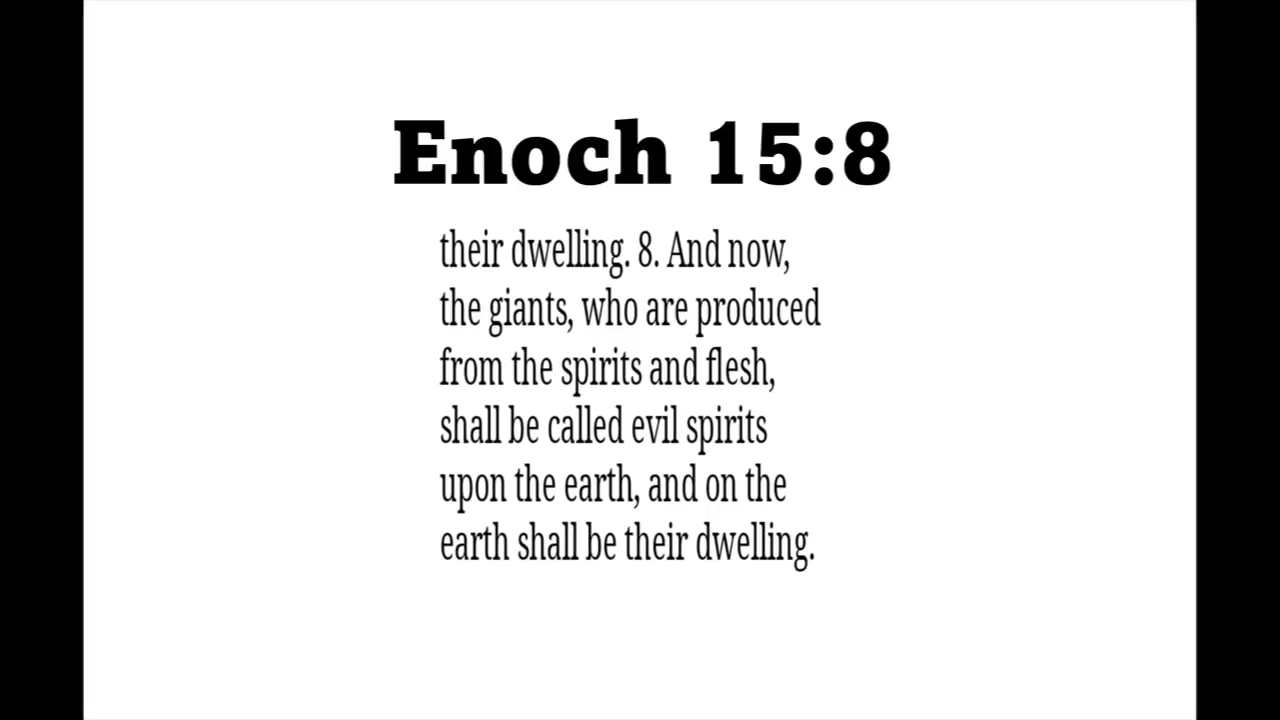 Enoch 15:8
their dwelling. 8. And now,
the giants, who are produced
from the spirits and flesh,
shall be called evil spirits
upon the earth, and on the
earth shall be their dwelling.